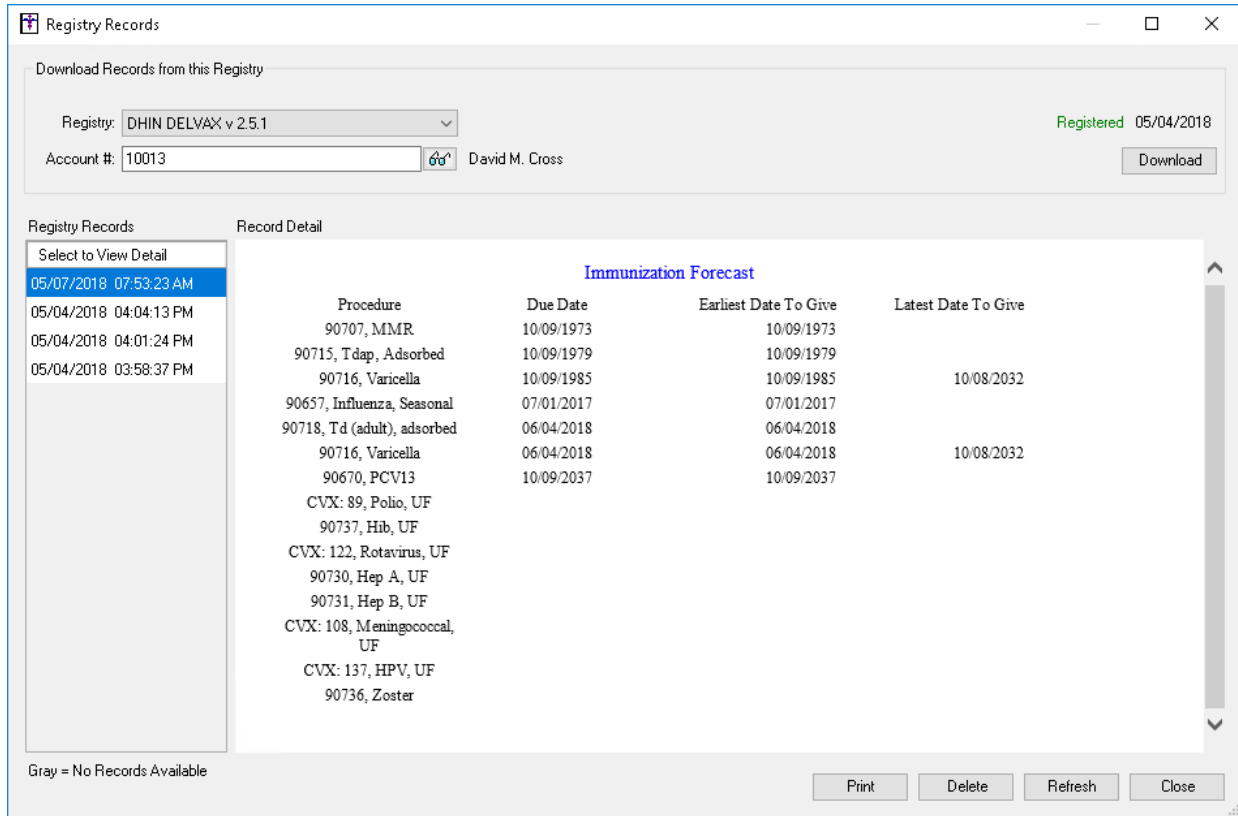 Registry Records
Download Records from this Registry
Registry: DHIN DELVAX v 2.5.1
Registered 05/04/2018
Account #: 10013 David M. Cross
Download
Registry Records
Record Detail
Select to View Detail
05/07/2018 07:53:23 AM
05/04/2018 04:04:13 PM
05/04/2018 04:01:24 PM
05/04/2018 03:58:37 PM
Immunization Forecast
Procedure Due Date Earliest Date To Give Latest Date To Give
90707, MMR 10/09/1973 10/09/1973
90715, Tdap, Adsorbed 10/09/1979 10/09/1979
90716, Varicella 10/09/1985 10/09/1985 10/08/2032
90657, Influenza, Seasonal 07/01/2017 07/01/2017
90718, Td (adult), adsorbed 06/04/2018 06/04/2018
90716, Varicella 06/04/2018 06/04/2018 10/08/2032
90670, PCV13 10/09/2037 10/09/2037
CVX: 89, Polio, UF
90737, Hib, UF
CVX: 122, Rotavirus, UF
90730, Hep A, UF
90731, Hep B, UF
CVX: 108, Meningococcal,
UF
CVX: 137, HPV, UF
90736, Zoster
Gray = No Records Available
Print Delete Refresh Close